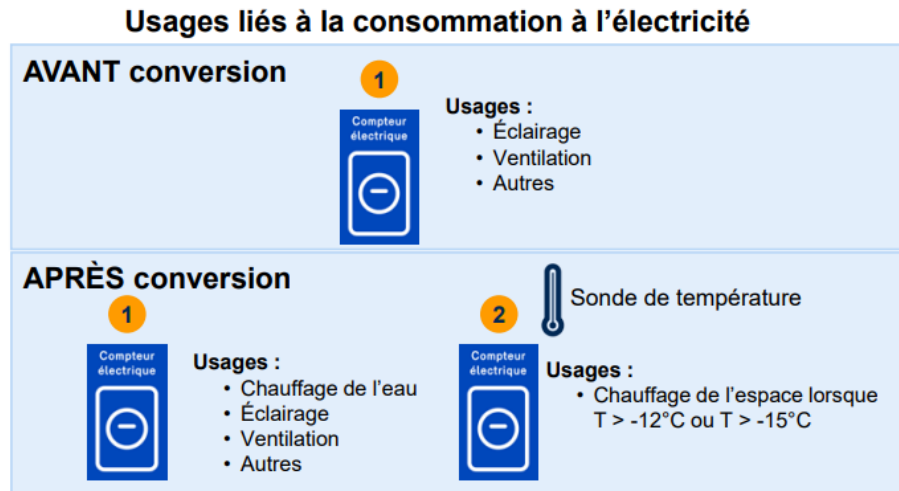 Usages liés à la consommation à l'électricité
AVANT conversion
1
Compteur
électrique
Usages :
• Éclairage
• Ventilation
• Autres
APRÈS conversion
1
Compteur
électrique
Usages :
• Chauffage de l'eau
• Éclairage
• Ventilation
• Autres
2
Sonde de température
Compteur
électrique
Usages :
• Chauffage de l'espace lorsque
T > -12°C ou T > -15°C